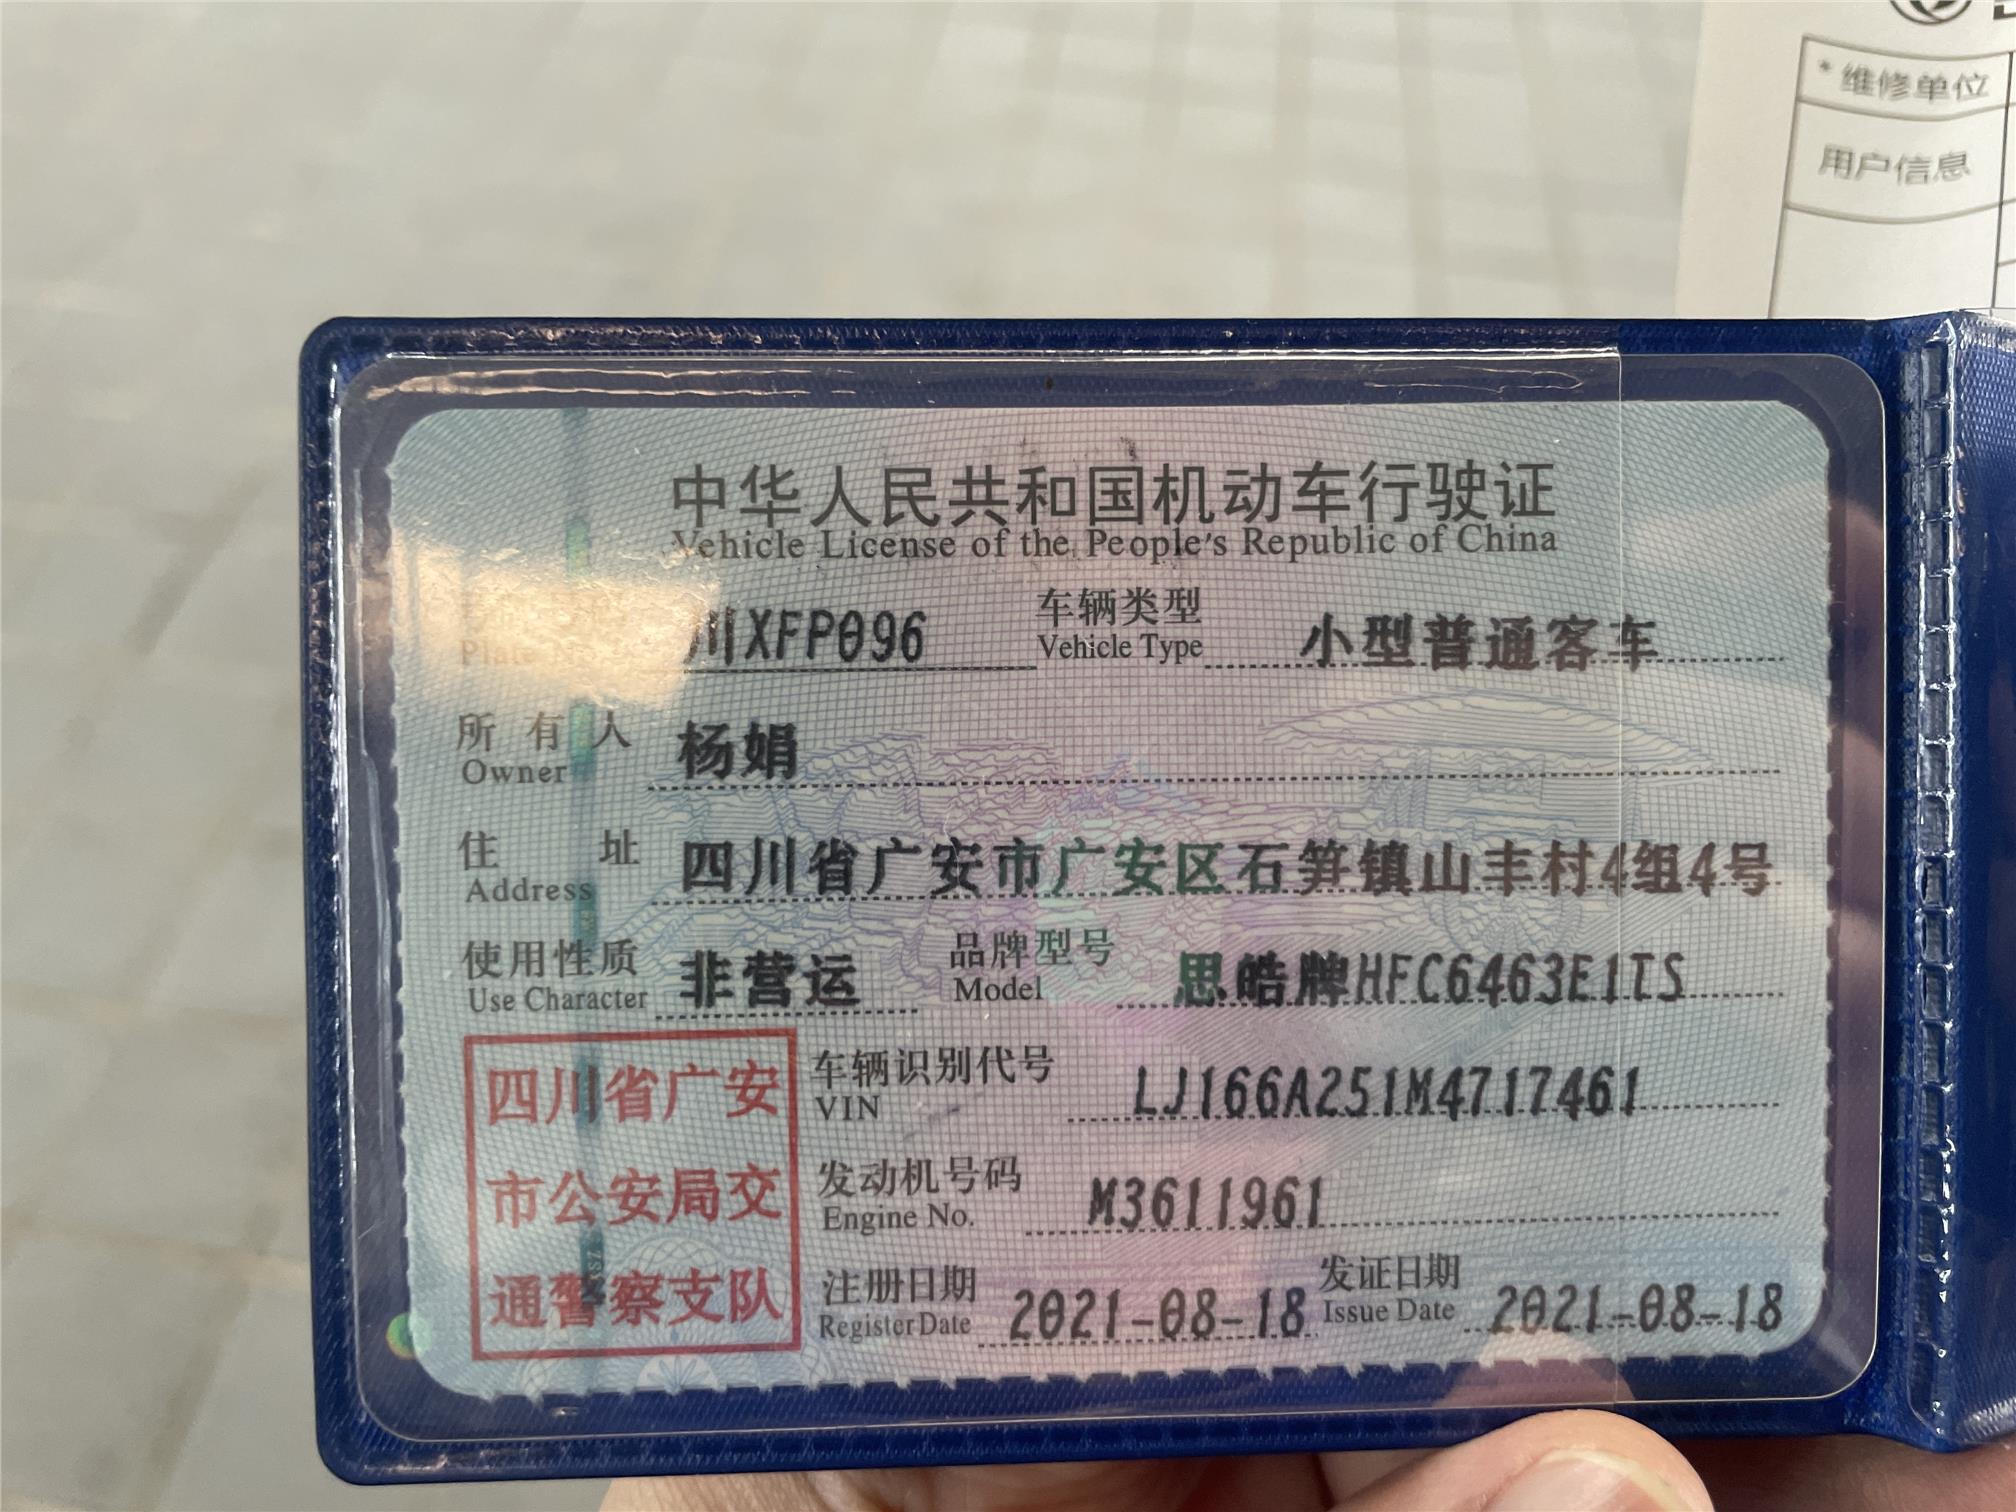 * 维修单位
用户信息
中华人民共和国机动车行驶证
Vehicle License of the People's Republic of China
Plate 川XFP096 车辆类型 Vehicle Type 小型普通客车
所有人 Owner 杨娟
住址 Address 四川省广安市广安区石笋镇山丰村4组4号
使用性质 Use Character 非营运 品牌型号 Model 思皓牌HFC6463E1TS
四川省广安
市公安局交
通警察支队
车辆识别代号 VIN LJ166A251M4717461
发动机号码 Engine No. M3611961
注册日期 Register Date 2021-08-18 发证日期 Issue Date 2021-08-18